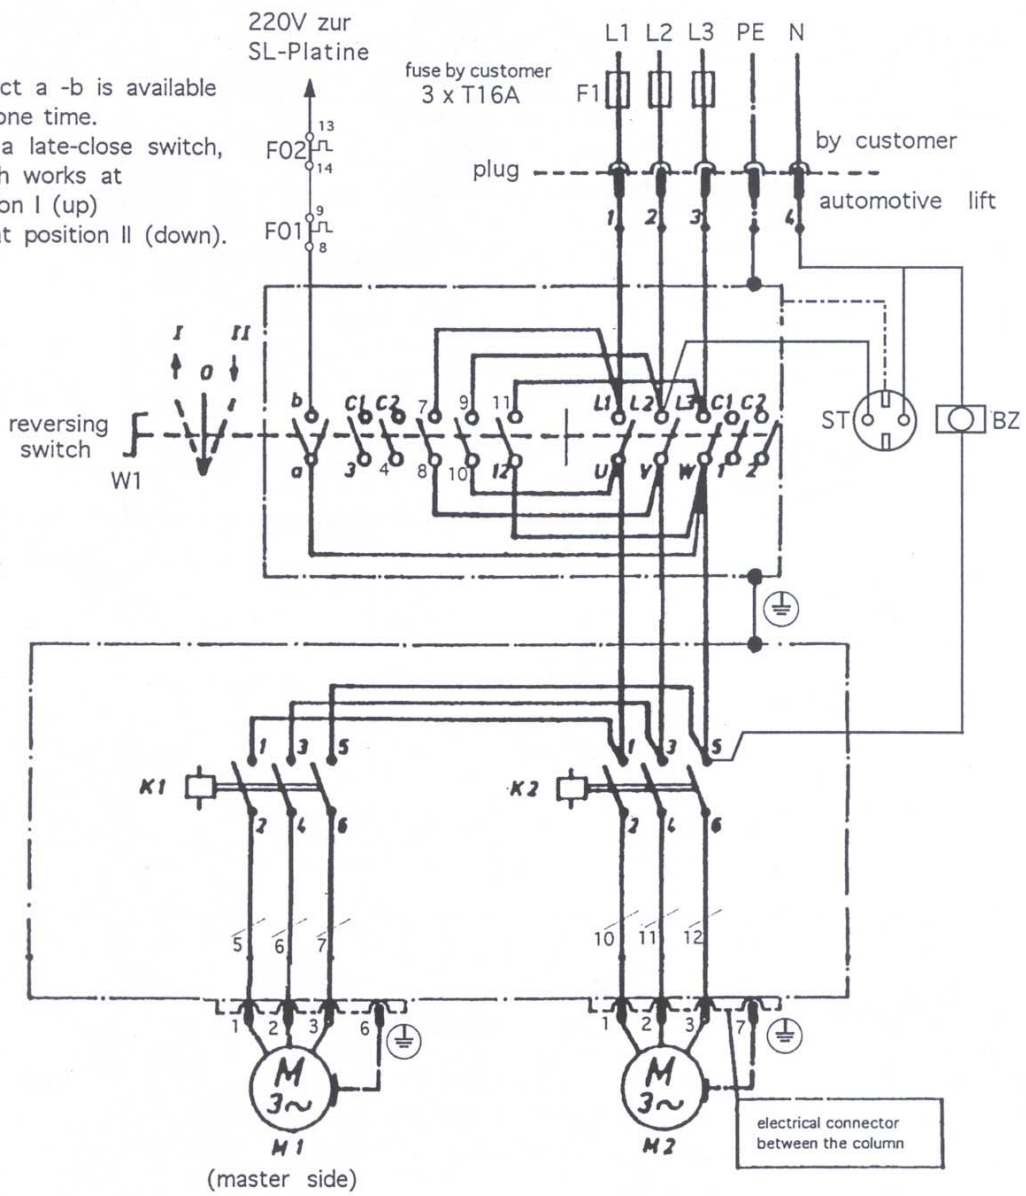 220V zur
SL-Platine
ct a -b is available
one time.
a late-close switch,
h works at
on I (up)
at position II (down).
fuse by customer
3 x T16A
L1 L2 L3 PE N
F1
13
F02
14
9
F01
8
plug
by customer
automotive lift
1 2 3 4
I II
O
reversing
switch
W1
b C1 C2 7 9 11 L1 L2 L3 C1 C2
a 3 4 8 10 12 U V W 1 2
ST
BZ
1 3 5
K1
2 4 6
1 3 5
K2
2 4 6
5 6 7
10 11 12
1 2 3 6
1 2 3 7
M
3~
M1
(master side)
M
3~
M2
electrical connector
between the column